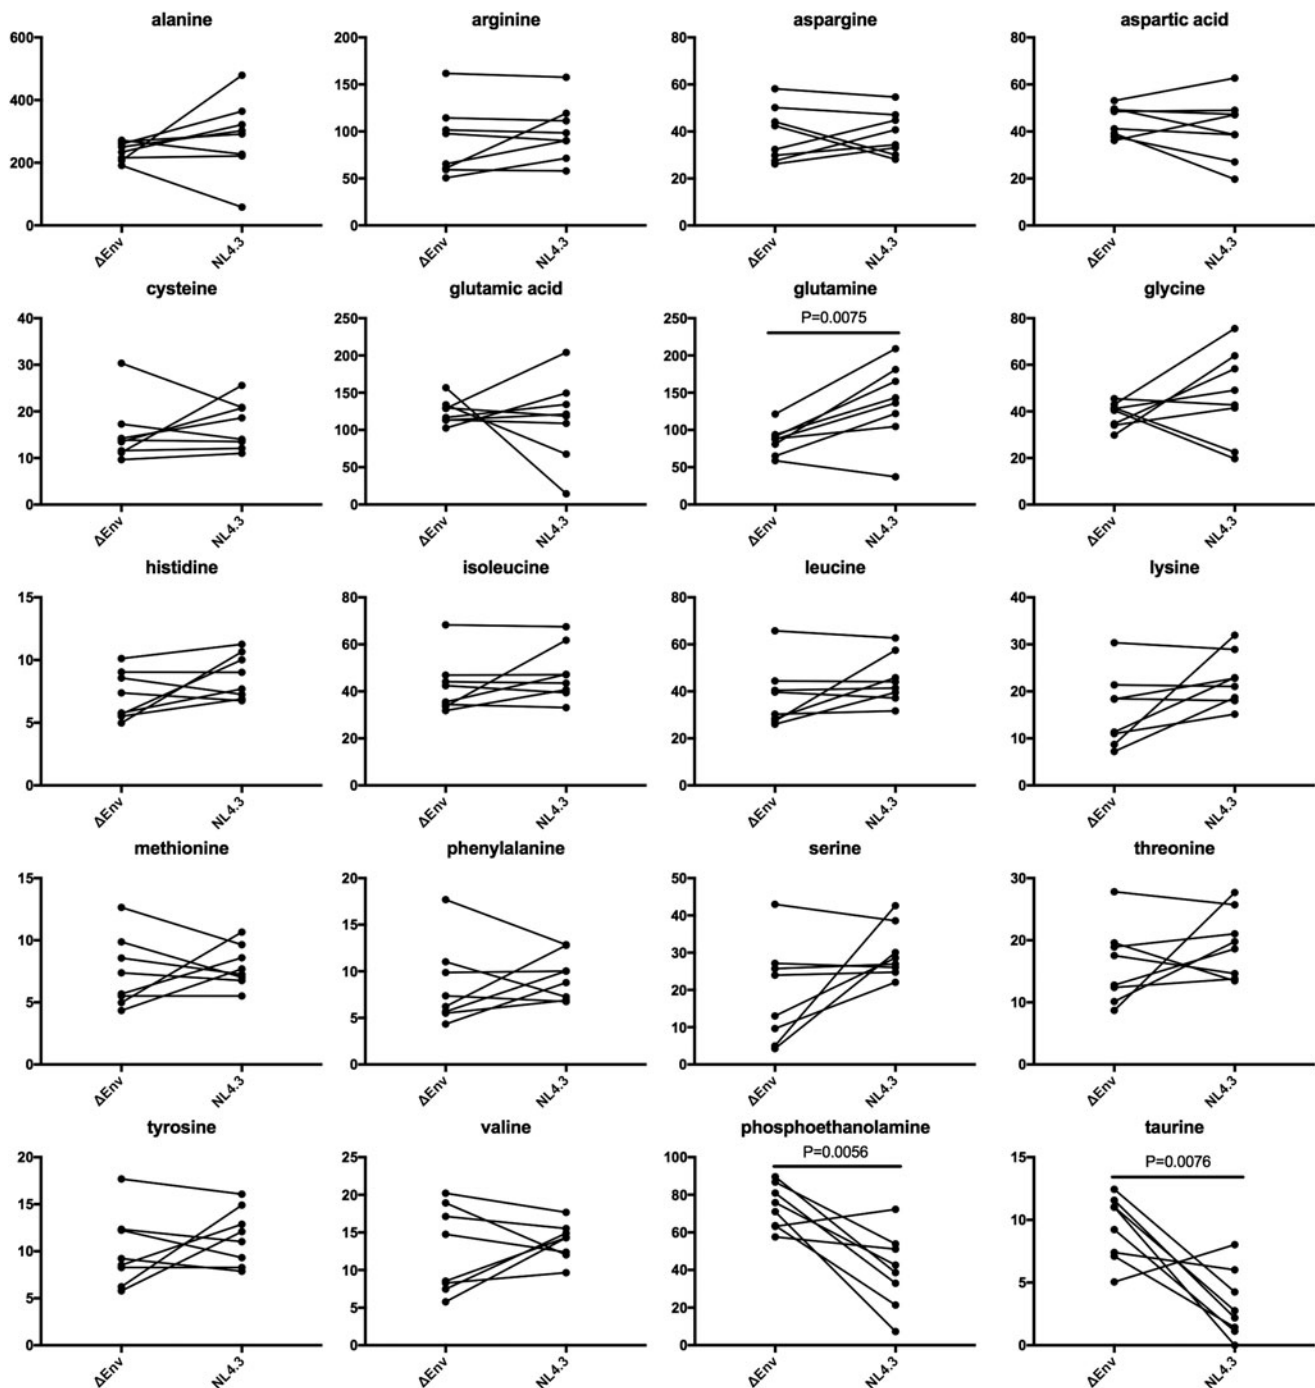 alanine arginine aspargine aspartic acid
600 200 80 80
400 150 60 60
200 100 40 40
50 20 20
0 0 0 0
ΔEnv NL4.3 ΔEnv NL4.3 ΔEnv NL4.3 ΔEnv NL4.3
cysteine glutamic acid glutamine glycine
P=0.0075
40 250 250 80
30 200 200 60
20 150 150 40
10 100 100 20
50 50
0 0 0 0
ΔEnv NL4.3 ΔEnv NL4.3 ΔEnv NL4.3 ΔEnv NL4.3
histidine isoleucine leucine lysine
15 80 80 40
10 60 60 30
5 40 40 20
20 20 10
0 0 0 0
ΔEnv NL4.3 ΔEnv NL4.3 ΔEnv NL4.3 ΔEnv NL4.3
methionine phenylalanine serine threonine
15 20 50 30
10 15 40 20
5 10 30 10
5 20
10
0 0 0 0
ΔEnv NL4.3 ΔEnv NL4.3 ΔEnv NL4.3 ΔEnv NL4.3
tyrosine valine phosphoethanolamine taurine
P=0.0056 P=0.0076
20 25 100 15
15 20 80 10
10 15 60 5
5 10 40
5 20
0 0 0 0
ΔEnv NL4.3 ΔEnv NL4.3 ΔEnv NL4.3 ΔEnv NL4.3